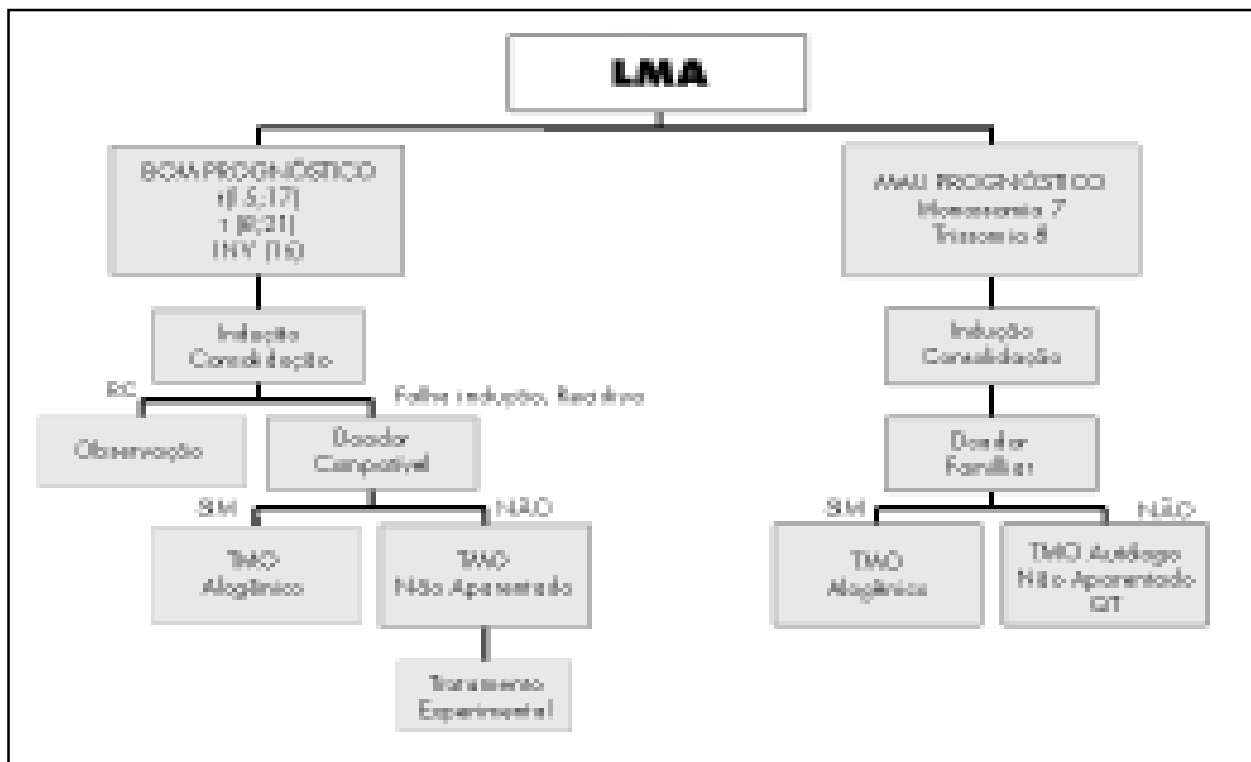 LMA
BOM PROGNÓSTICO
t(15;17)
t (8;21)
INV (16)
MAU PROGNÓSTICO
Monossomia 7
Trissomia 8
Indução
Consolidação
Indução
Consolidação
RC
Falha indução, Recidiva
Observação
Doador
Compatível
Doador
Familiar
SIM
NÃO
SIM
NÃO
TMO
Alogênico
TMO
Não Aparentado
TMO
Alogênico
TMO Autólogo
Não Aparentado
QT
Tratamento
Experimental